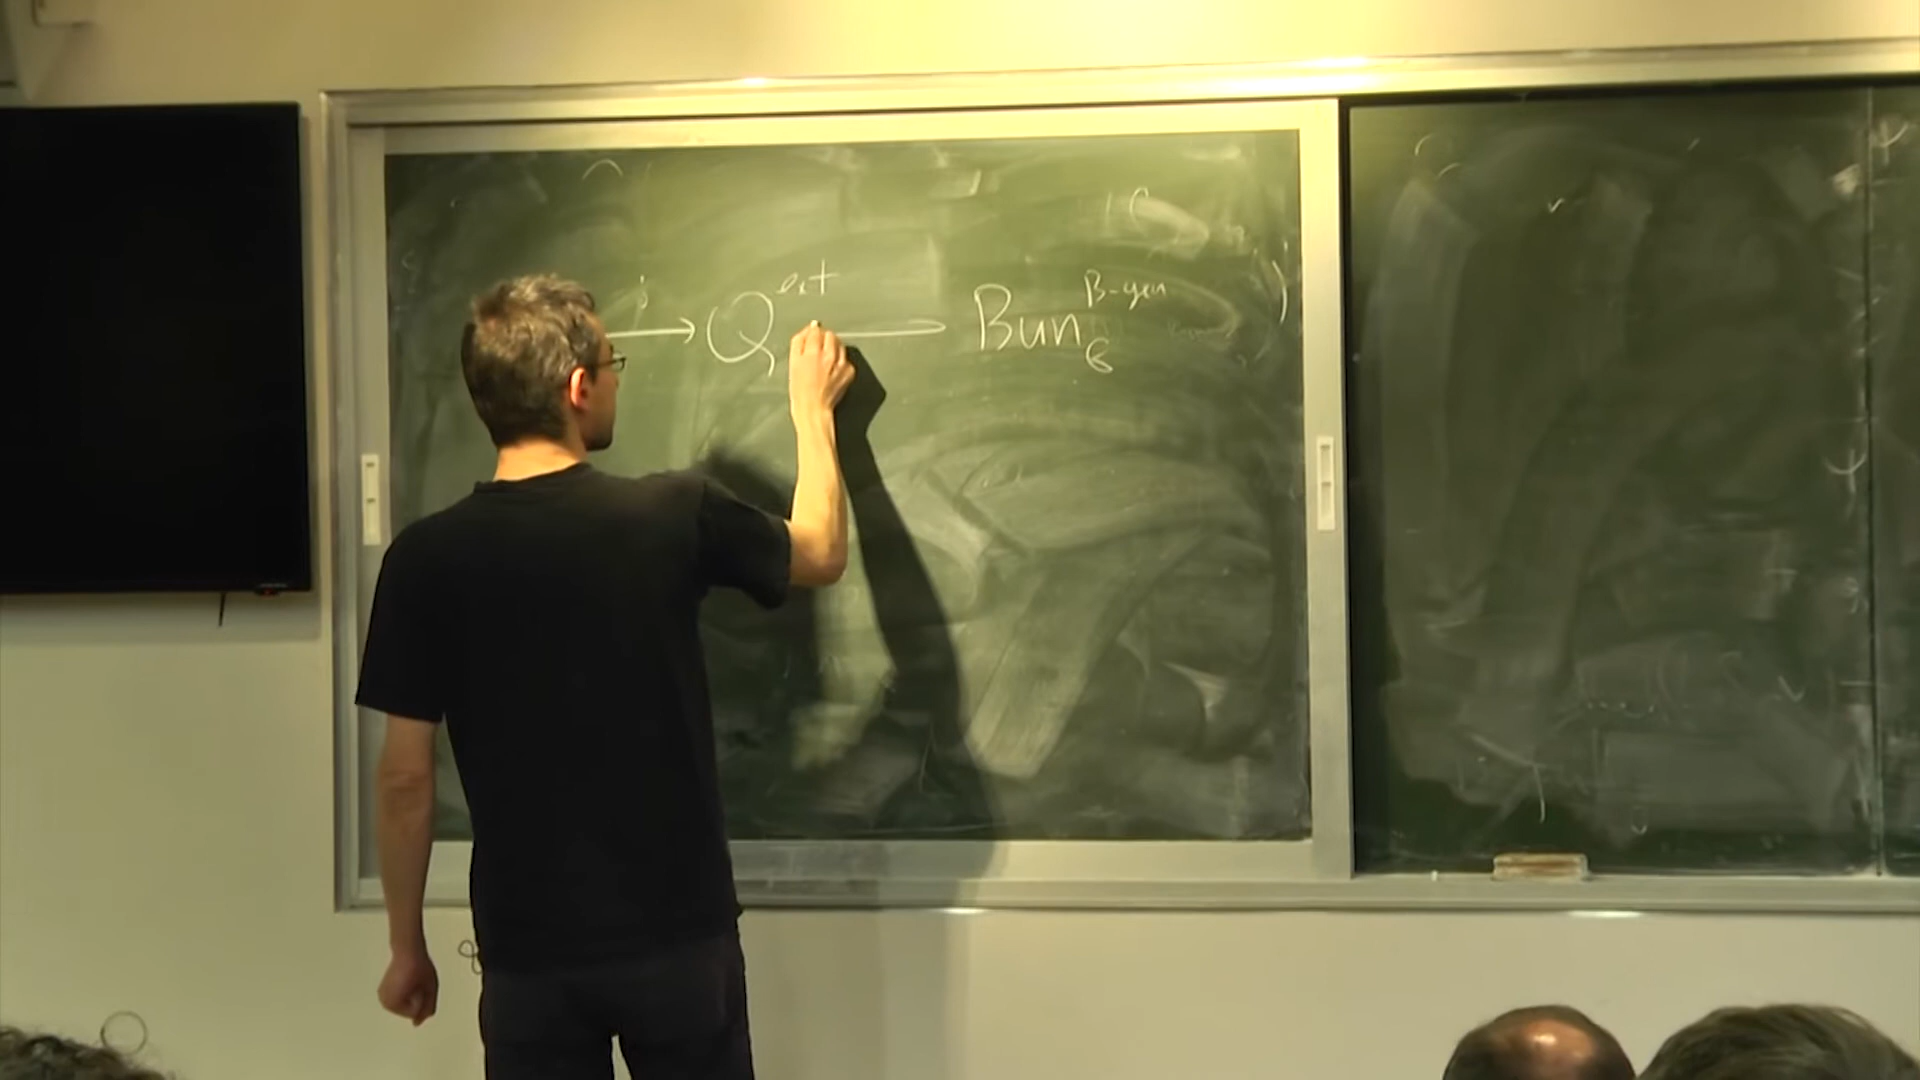 j
→ Q^ext → Bun_G^B-gen